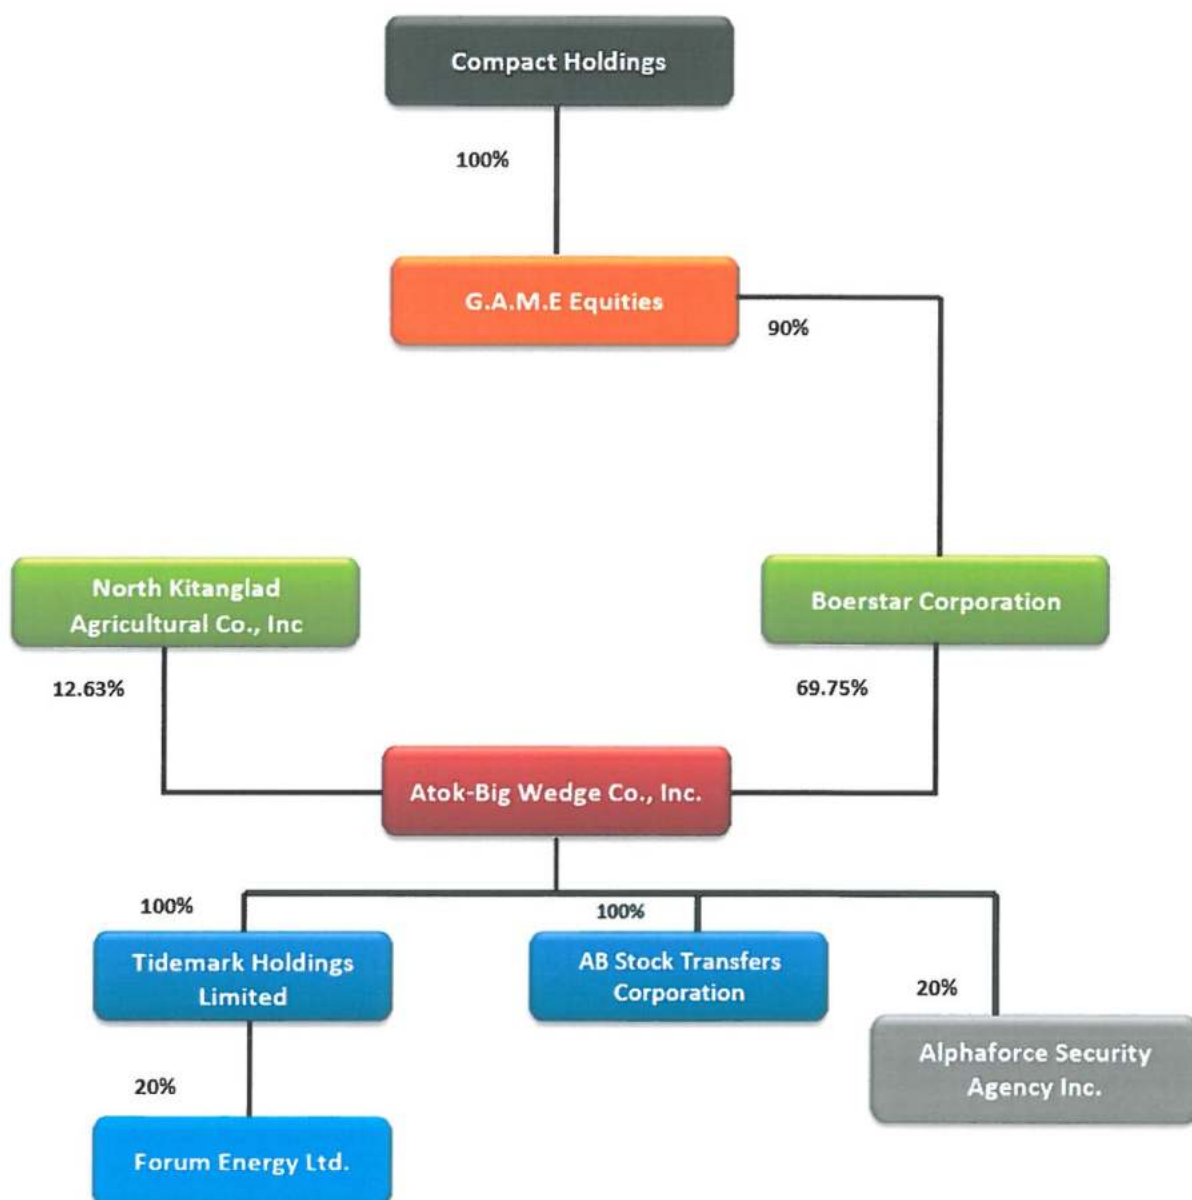 Compact Holdings
100%
G.A.M.E Equities
90%
North Kitanglad
Agricultural Co., Inc
Boerstar Corporation
12.63%
69.75%
Atok-Big Wedge Co., Inc.
100%
100%
Tidemark Holdings
Limited
AB Stock Transfers
Corporation
20%
Alphaforce Security
Agency Inc.
20%
Forum Energy Ltd.